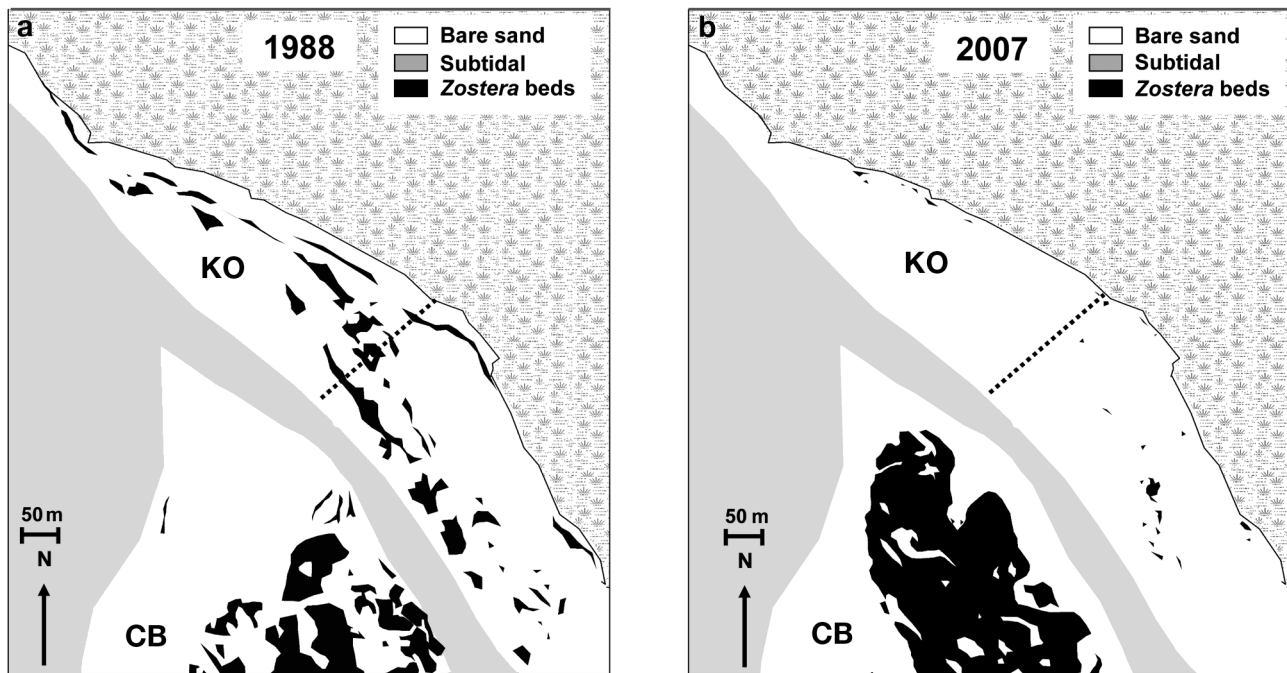 a
1988
Bare sand
Subtidal
Zostera beds
KO
50 m
N
CB
b
2007
Bare sand
Subtidal
Zostera beds
KO
50 m
N
CB